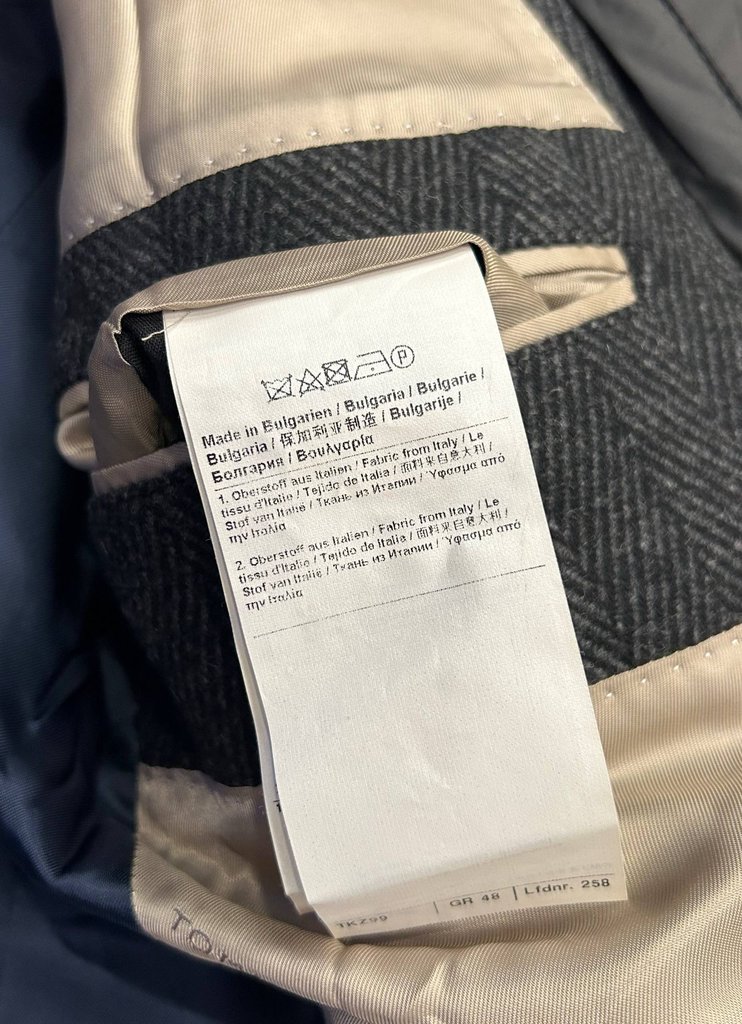 P
Made in Bulgarien / Bulgaria / Bulgarie /
Bulgaria / 保加利亚制造 / Bulgarije /
Болгария / Βουλγαρία
1. Oberstoff aus Italien / Fabric from Italy / Le
tissu d'Italie / Tejido de Italia / 面料来自意大利 /
Stof van Italië / Ткань из Италии / Ύφασμα από
την Ιταλία
2. Oberstoff aus Italien / Fabric from Italy / Le
tissu d'Italie / Tejido de Italia / 面料来自意大利 /
Stof van Italië / Ткань из Италии / Ύφασμα από
την Ιταλία
TKZ99 | GR 48 | Lfdnr. 258